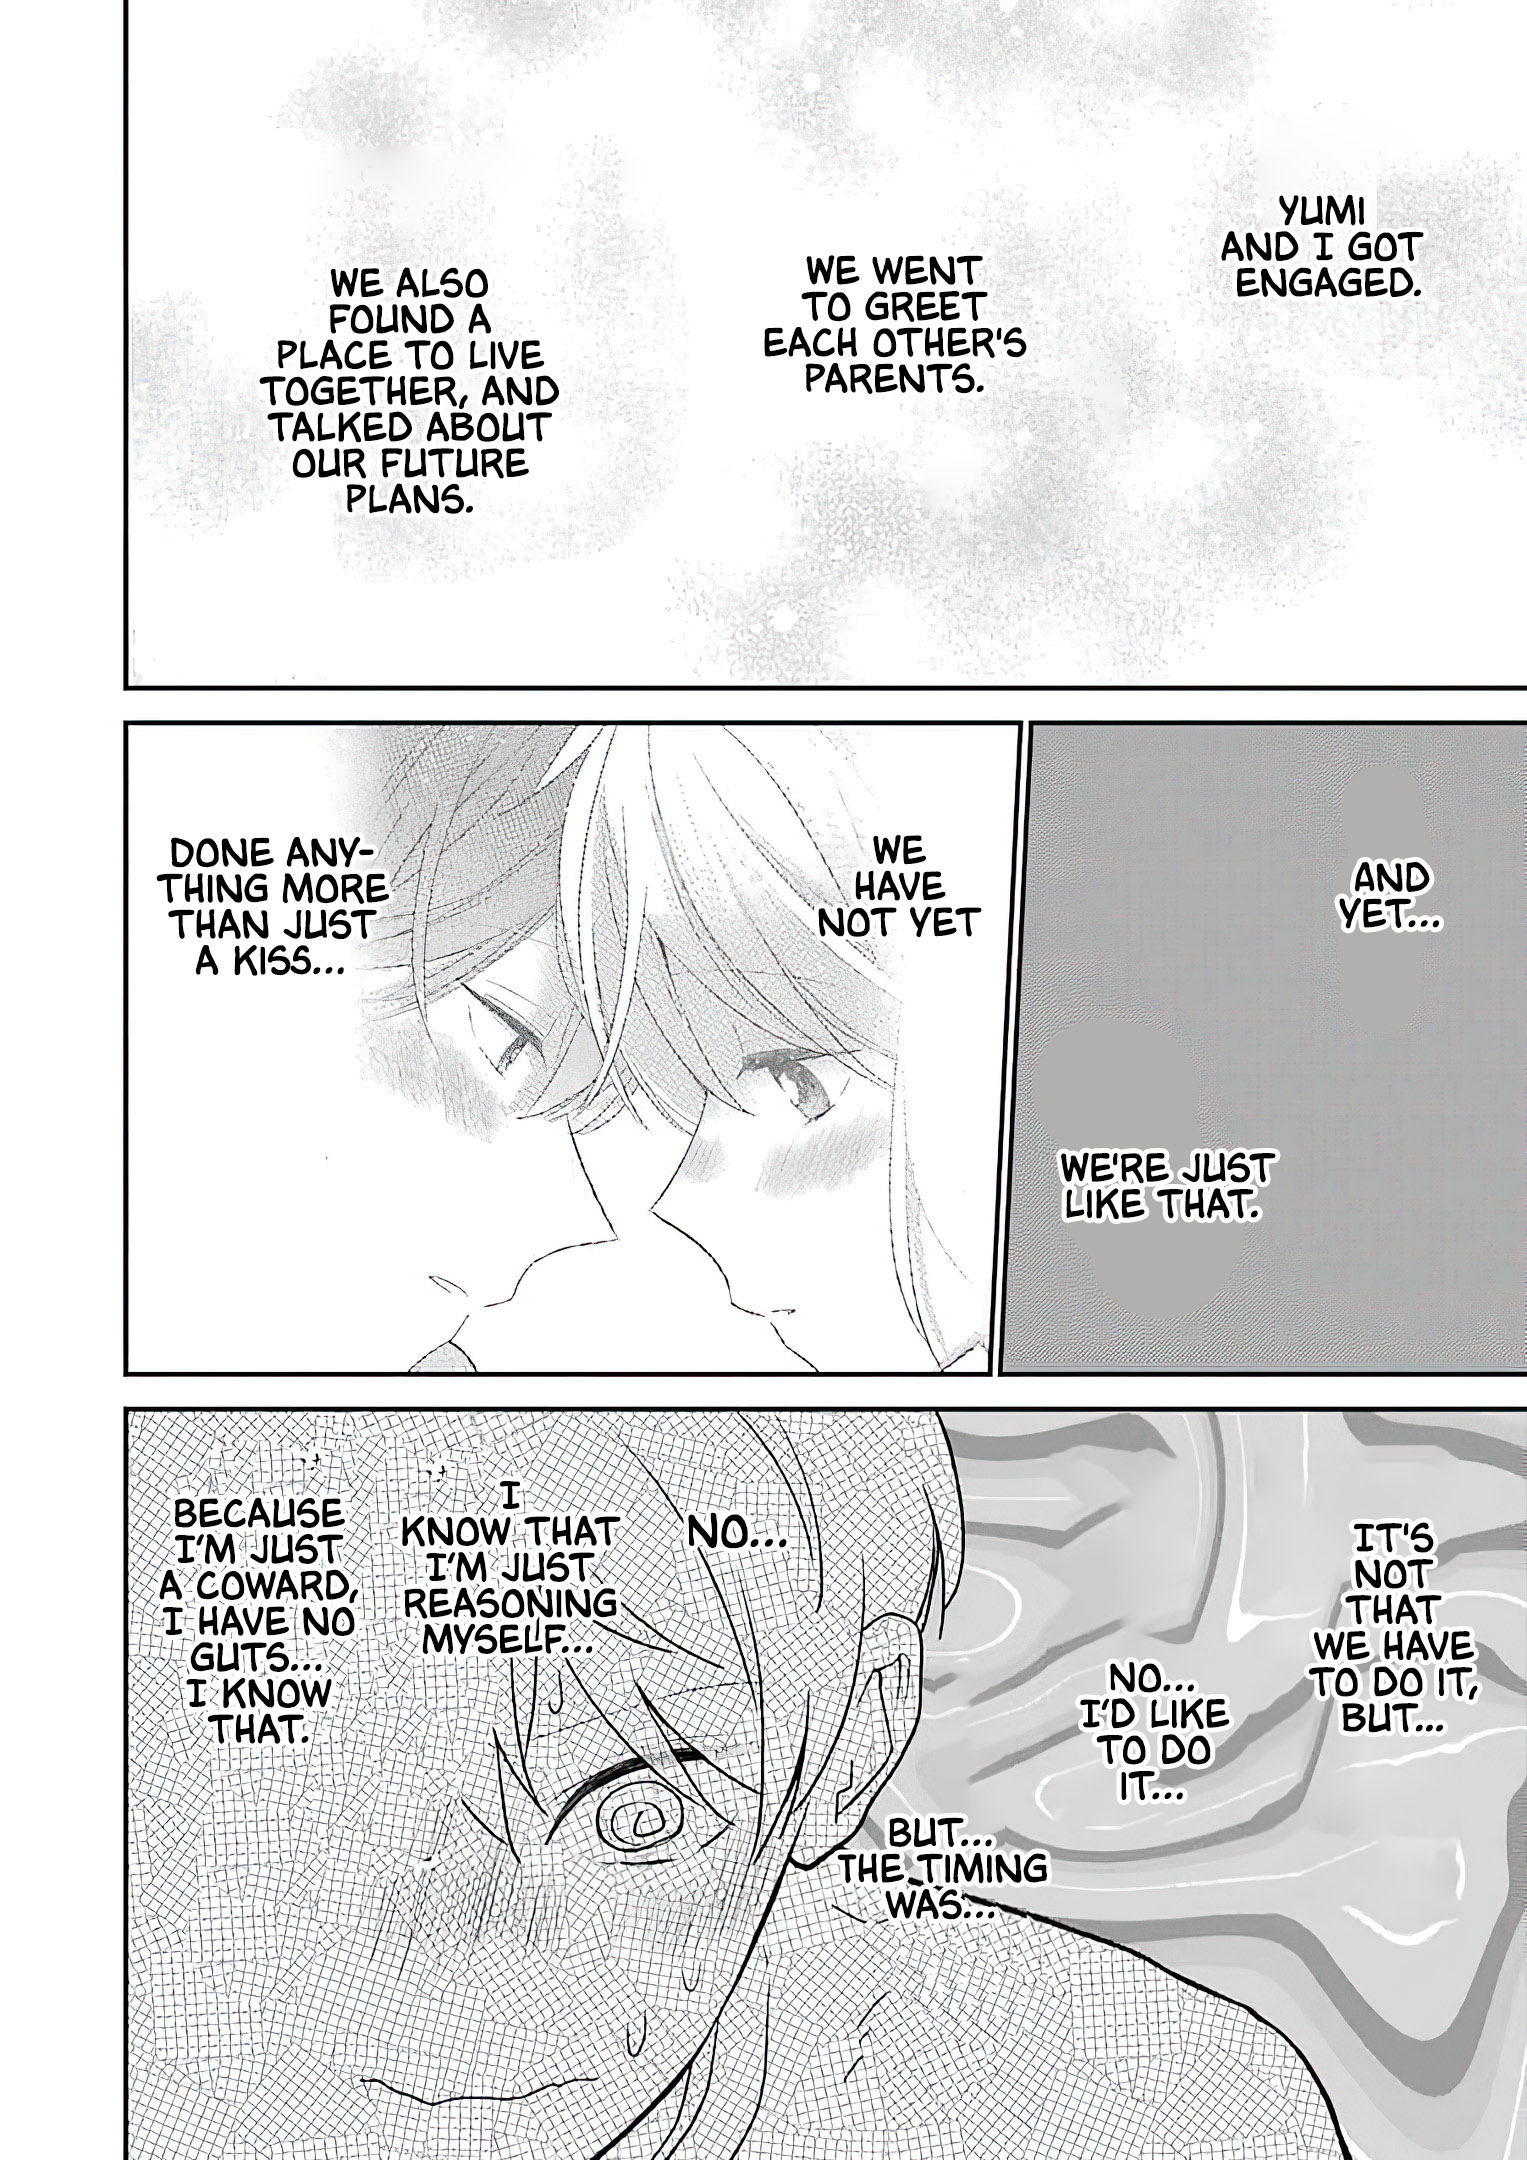 YUMI
AND I GOT
ENGAGED.
WE WENT
TO GREET
EACH OTHER'S
PARENTS.
WE ALSO
FOUND A
PLACE TO LIVE
TOGETHER, AND
TALKED ABOUT
OUR FUTURE
PLANS.
AND
YET...
WE'RE JUST
LIKE THAT.
WE
HAVE
NOT YET
DONE ANY-
THING MORE
THAN JUST
A KISS...
IT'S
NOT
THAT
WE HAVE
TO DO IT,
BUT...
NO...
I'D LIKE
TO DO
IT...
BUT...
THE TIMING
WAS...
NO...
I
KNOW THAT
I'M JUST
REASONING
MYSELF...
BECAUSE
I'M JUST
A COWARD,
I HAVE NO
GUTS...
I KNOW
THAT.